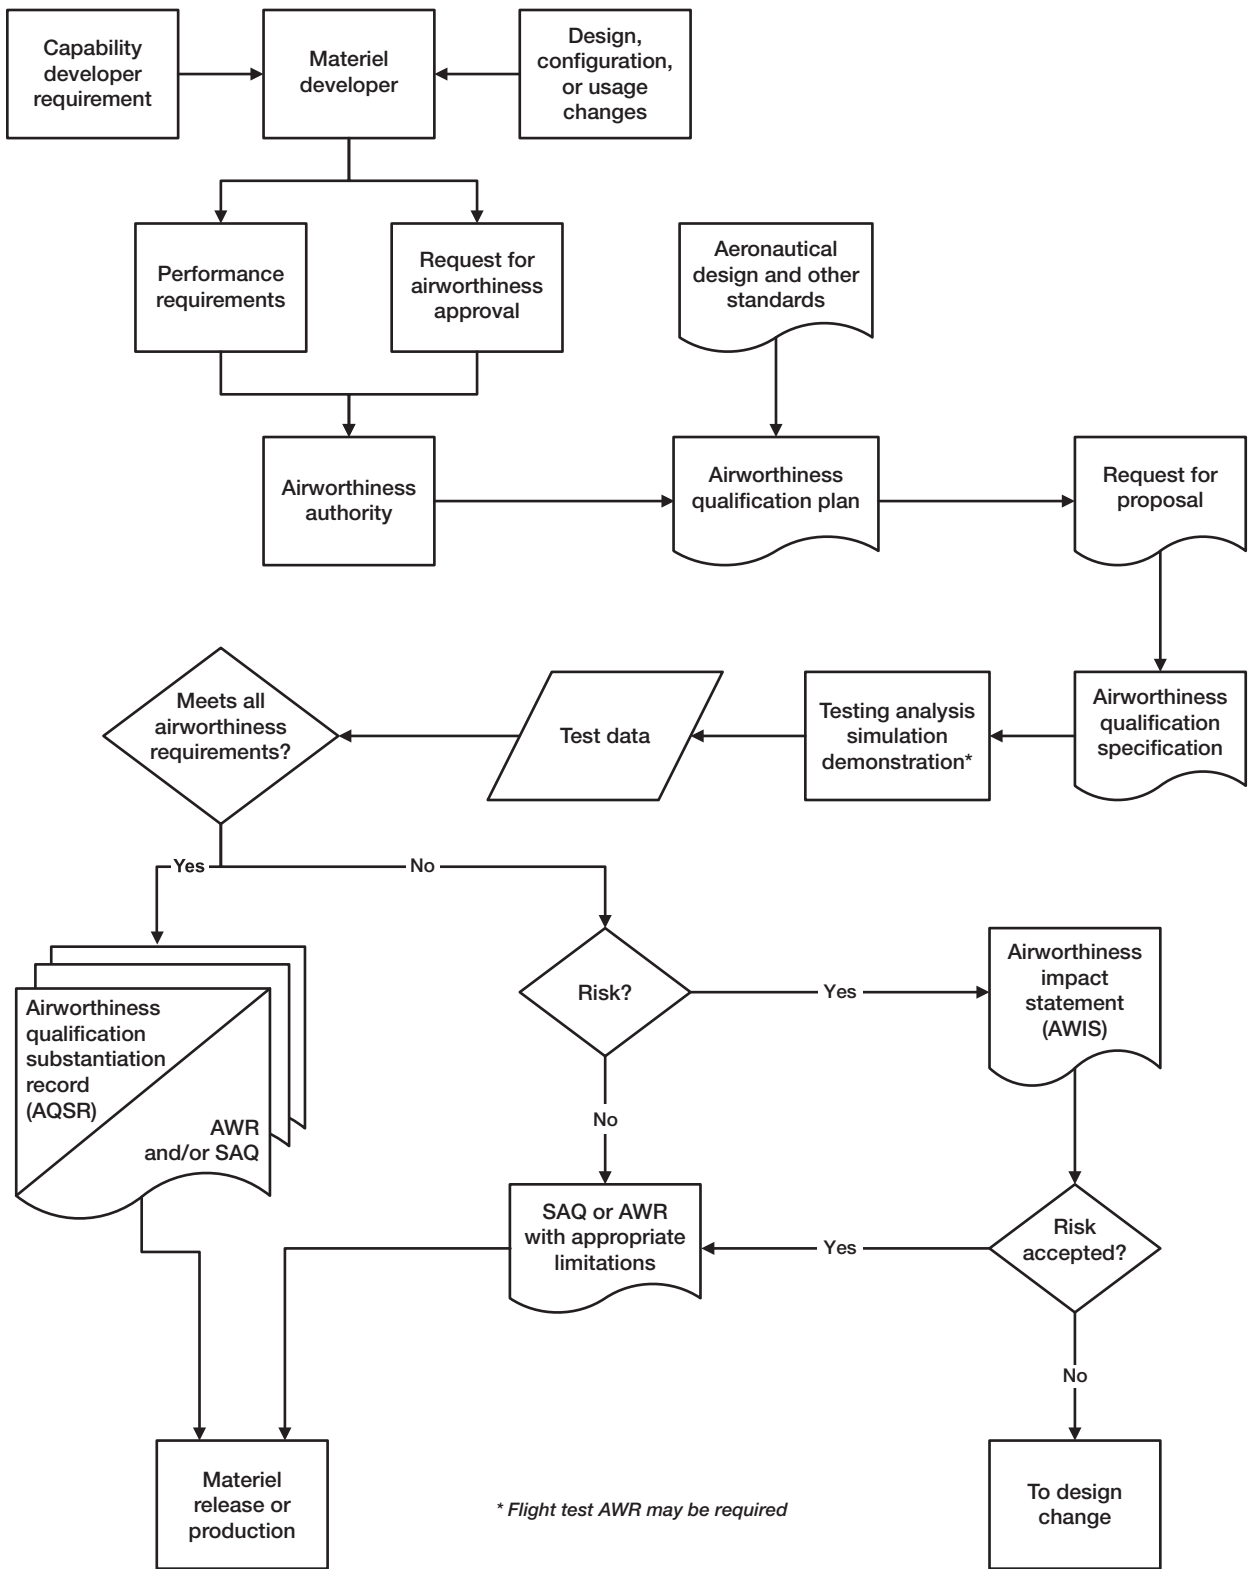 Capability
developer
requirement
Materiel
developer
Design,
configuration,
or usage
changes
Performance
requirements
Request for
airworthiness
approval
Aeronautical
design and other
standards
Airworthiness
authority
Airworthiness
qualification plan
Request for
proposal
Meets all
airworthiness
requirements?
Test data
Testing analysis
simulation
demonstration*
Airworthiness
qualification
specification
Yes
No
Airworthiness
qualification
substantiation
record
(AQSR)
AWR
and/or SAQ
Risk?
Yes
Airworthiness
impact
statement
(AWIS)
No
SAQ or AWR
with appropriate
limitations
Yes
Risk
accepted?
No
Materiel
release or
production
* Flight test AWR may be required
To design
change